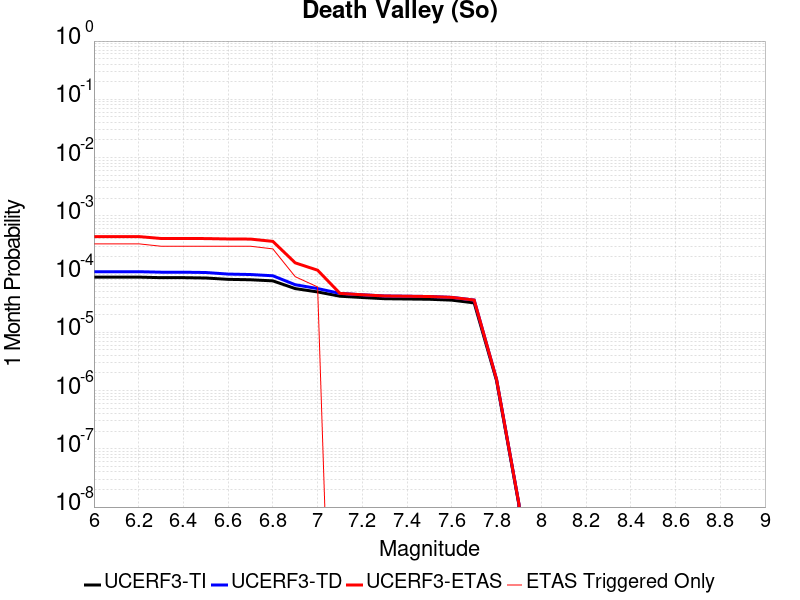 Death Valley (So)
10^0
10^-1
10^-2
10^-3
10^-4
10^-5
10^-6
10^-7
10^-8
1 Month Probability
6 6.2 6.4 6.6 6.8 7 7.2 7.4 7.6 7.8 8 8.2 8.4 8.6 8.8 9
Magnitude
UCERF3-TI UCERF3-TD UCERF3-ETAS ETAS Triggered Only